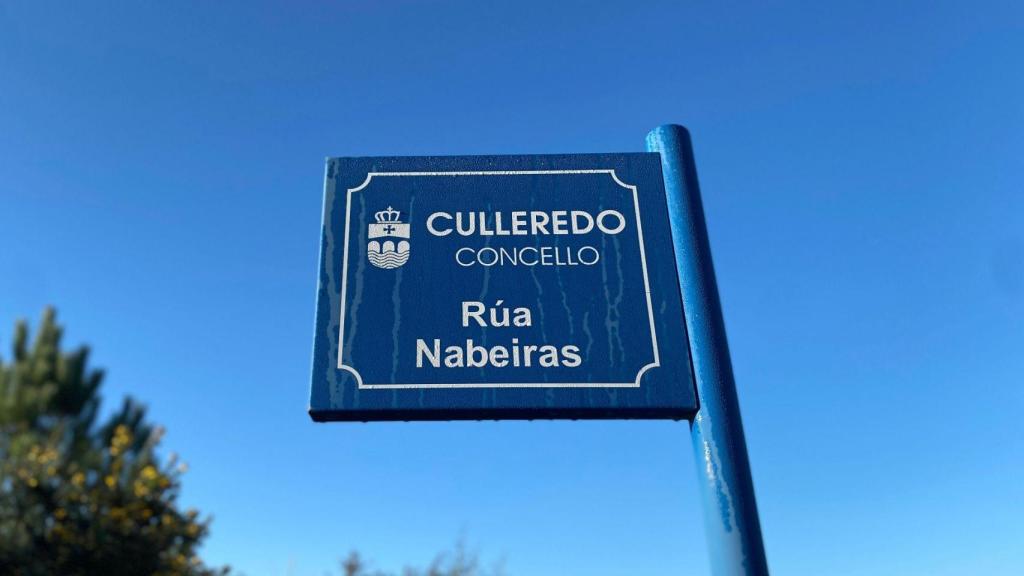 CULLEREDO
CONCELLO
Rúa
Nabeiras